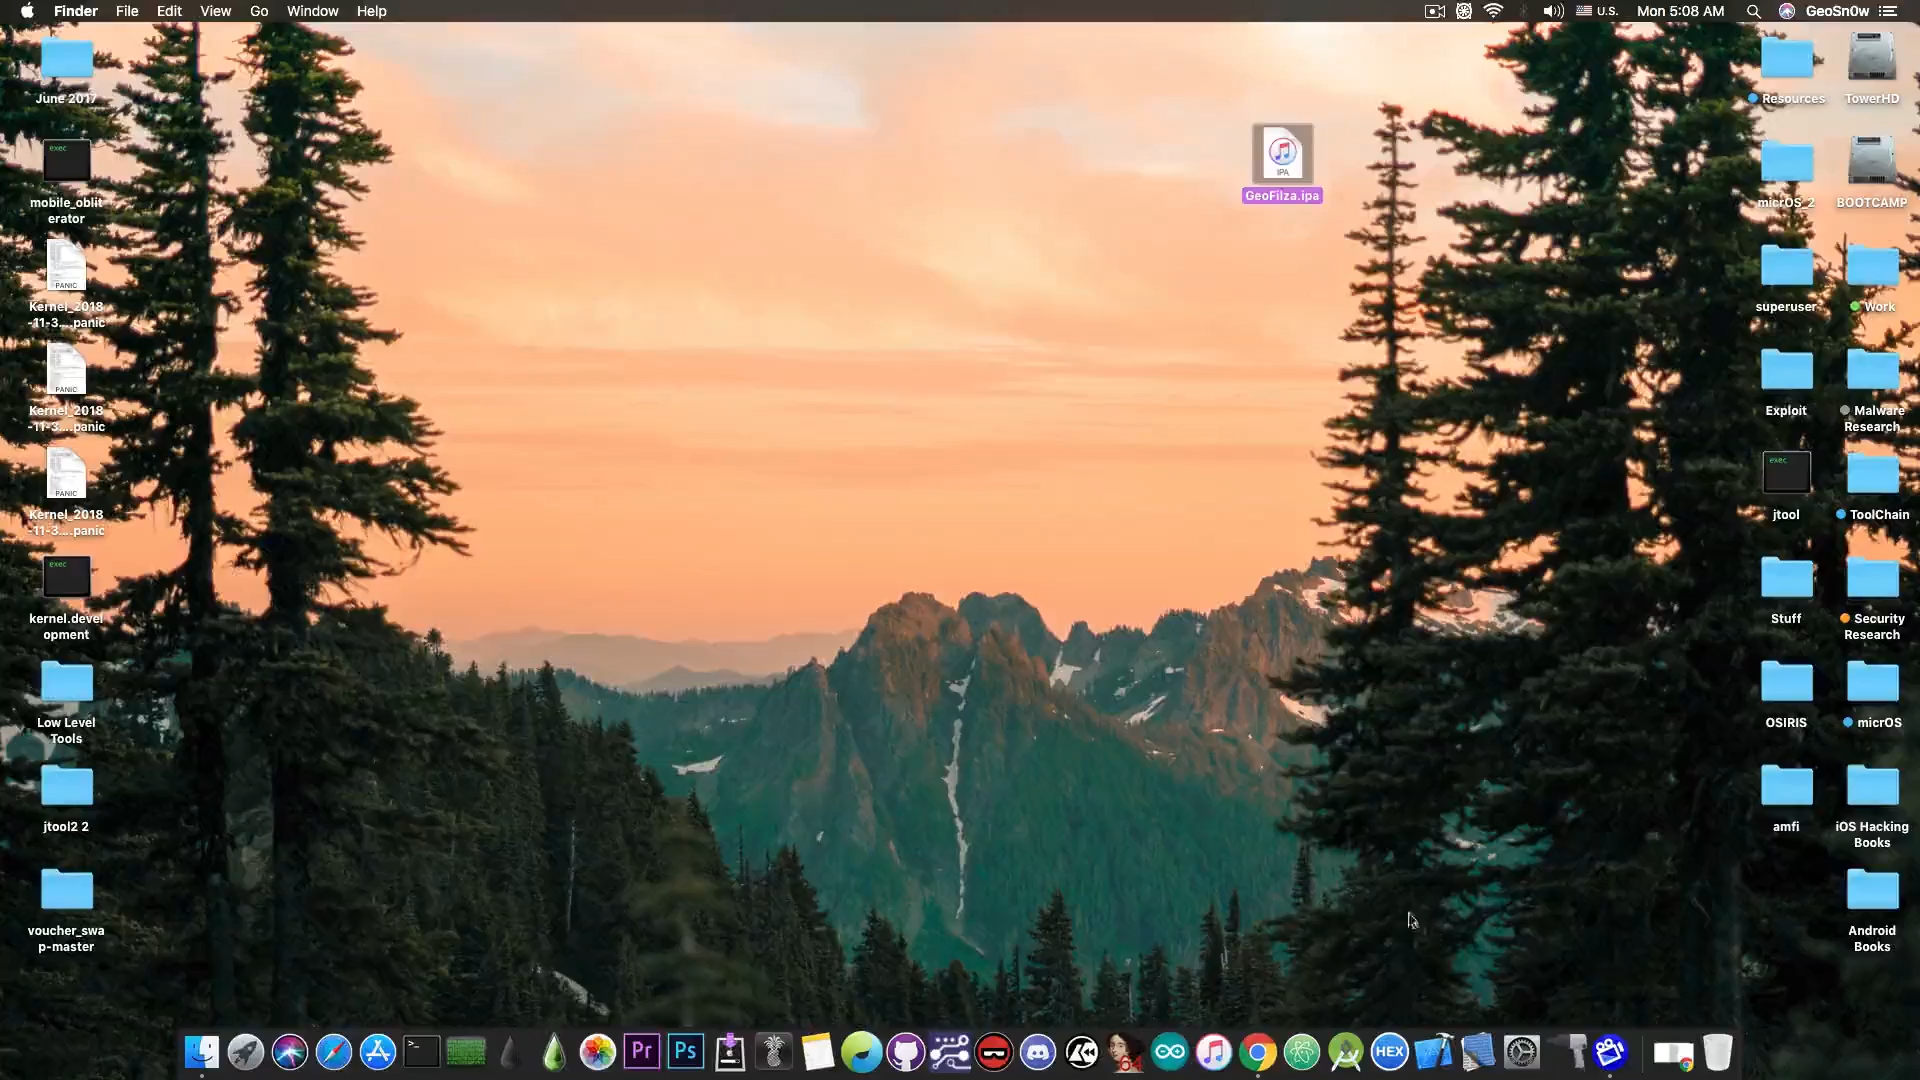 Finder File Edit View Go Window Help
U.S. Mon 5:08 AM GeoSn0w
June 2017
exec
mobile_oblit
erator
PANIC
Kernel_2018
-11-3....panic
PANIC
Kernel_2018
-11-3....panic
PANIC
Kernel_2018
-11-3....panic
exec
kernel.devel
opment
Low Level
Tools
jtool2 2
voucher_swa
p-master
IPA
GeoFilza.ipa
Resources
micrOS_2
superuser
Exploit
exec
jtool
Stuff
OSIRIS
amfi
TowerHD
BOOTCAMP
Work
Malware
Research
ToolChain
Security
Research
micrOS
iOS Hacking
Books
Android
Books
>_
Pr
Ps
64
HEX